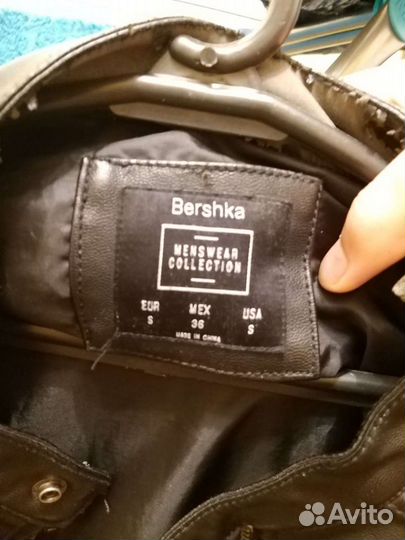 Bershka
MENSWEAR
COLLECTION
EUR MEX USA
S 36 S
MADE IN CHINA
Avito